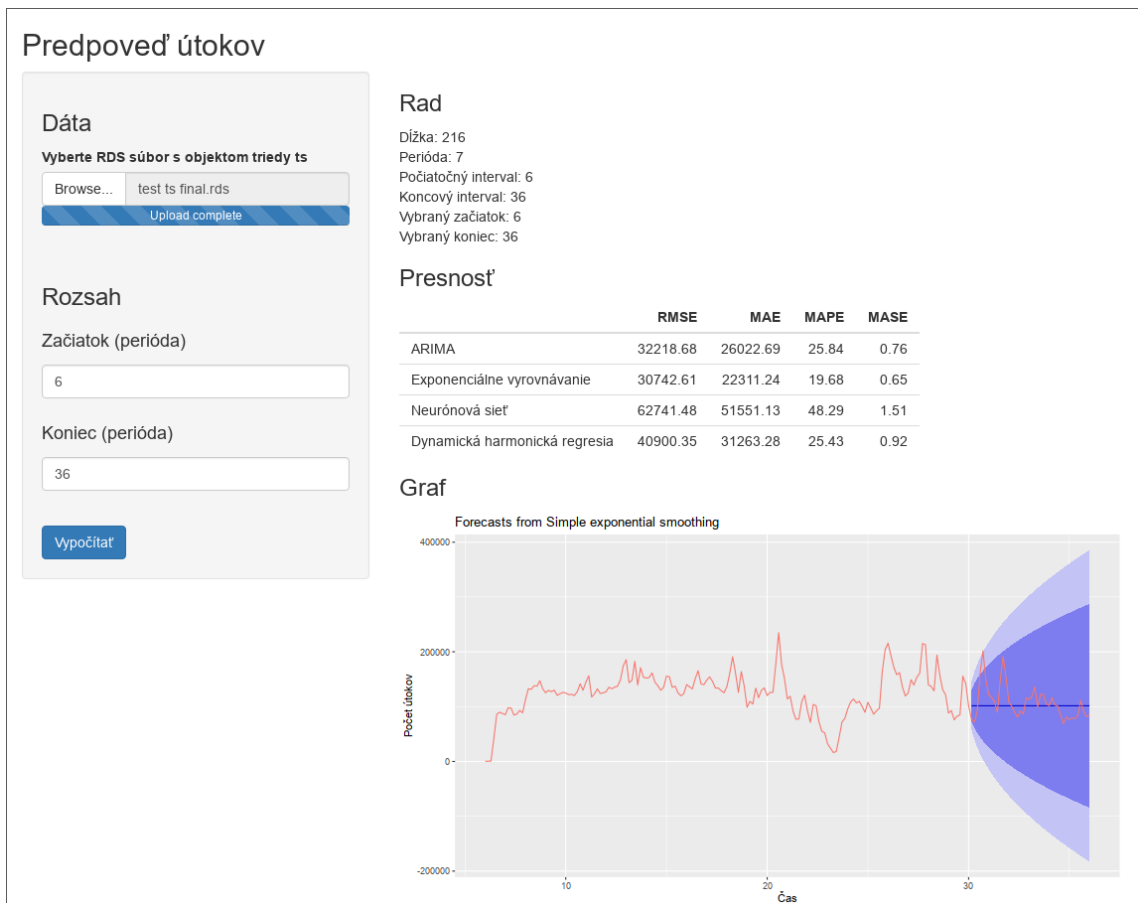 Predpoveď útokov
Dáta
Vyberte RDS súbor s objektom triedy ts
Browse... test ts final.rds
Upload complete
Rozsah
Začiatok (perióda)
6
Koniec (perióda)
36
Vypočítať
Rad
Dĺžka: 216
Perióda: 7
Počiatočný interval: 6
Koncový interval: 36
Vybraný začiatok: 6
Vybraný koniec: 36
Presnosť
RMSE MAE MAPE MASE
ARIMA 32218.68 26022.69 25.84 0.76
Exponenciálne vyrovnávanie 30742.61 22311.24 19.68 0.65
Neurónová sieť 62741.48 51551.13 48.29 1.51
Dynamická harmonická regresia 40900.35 31263.28 25.43 0.92
Graf
Forecasts from Simple exponential smoothing
400000
200000
0
-200000
Počet útokov
10 20 30
Čas